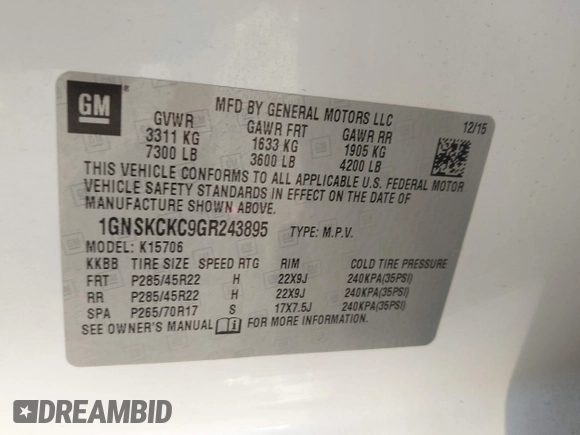 GM
MFD BY GENERAL MOTORS LLC
12/15
GVWR GAWR FRT GAWR RR
3311 KG 1633 KG 1905 KG
7300 LB 3600 LB 4200 LB
THIS VEHICLE CONFORMS TO ALL APPLICABLE U.S. FEDERAL MOTOR
VEHICLE SAFETY STANDARDS IN EFFECT ON THE DATE OF
MANUFACTURE SHOWN ABOVE.
1GNSKCKC9GR243895 TYPE: M.P.V.
MODEL: K15706
KKBB TIRE SIZE SPEED RTG RIM COLD TIRE PRESSURE
FRT P285/45R22 H 22X9J 240KPA(35PSI)
RR P285/45R22 H 22X9J 240KPA(35PSI)
SPA P265/70R17 S 17X7.5J 240KPA(35PSI)
SEE OWNER'S MANUAL FOR ADDITIONAL INFORMATION.
DREAMBID